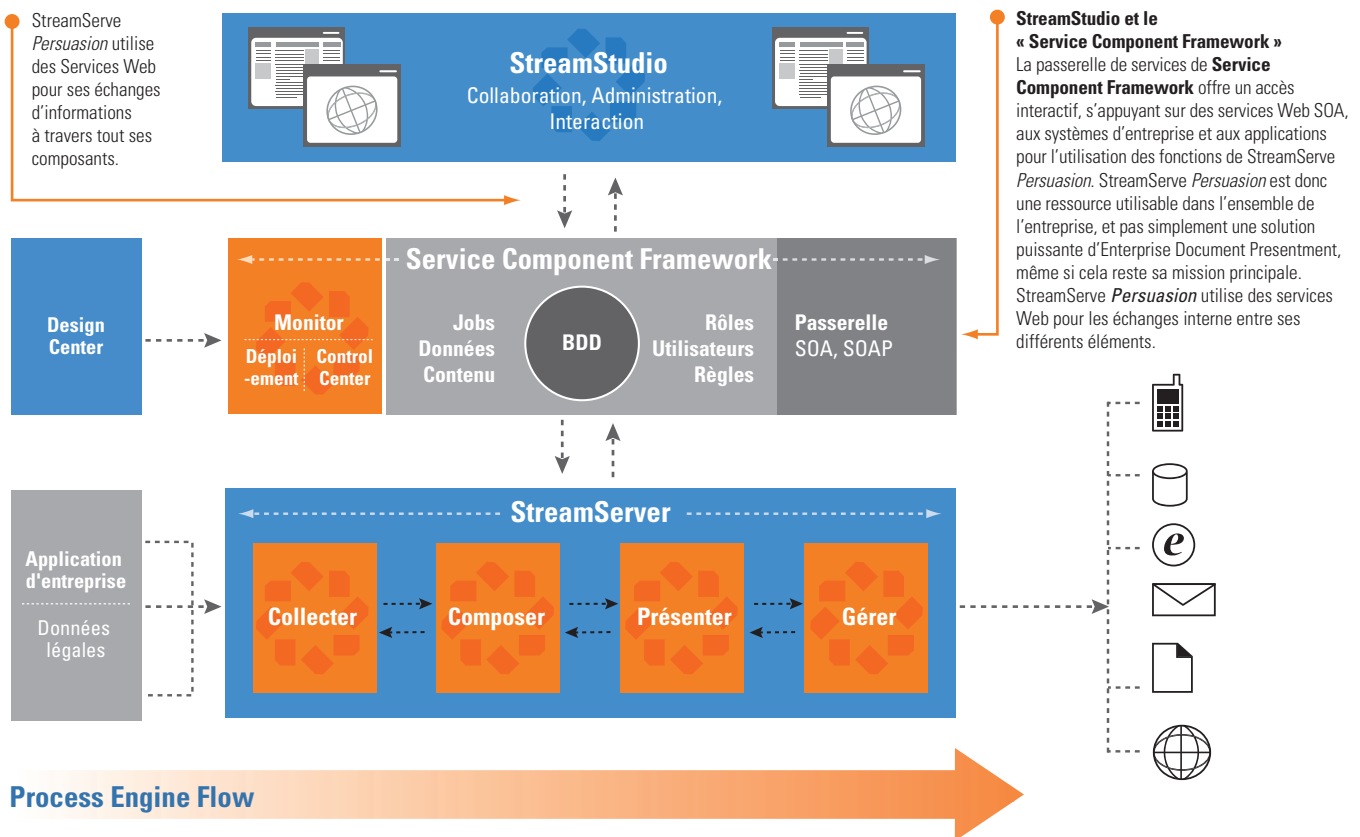 StreamServe
Persuasion utilise
des Services Web
pour ses échanges
d'informations
à travers tout ses
composants.
StreamStudio
Collaboration, Administration,
Interaction
StreamStudio et le
« Service Component Framework »
La passerelle de services de Service
Component Framework offre un accès
interactif, s'appuyant sur des services Web SOA,
aux systèmes d'entreprise et aux applications
pour l'utilisation des fonctions de StreamServe
Persuasion. StreamServe Persuasion est donc
une ressource utilisable dans l'ensemble de
l'entreprise, et pas simplement une solution
puissante d'Enterprise Document Presentment,
même si cela reste sa mission principale.
StreamServe Persuasion utilise des services
Web pour les échanges interne entre ses
différents éléments.
Design
Center
Service Component Framework
Monitor
Déploi
-ement
Control
Center
Jobs
Données
Contenu
BDD
Rôles
Utilisateurs
Règles
Passerelle
SOA, SOAP
Application
d'entreprise
Données
légales
StreamServer
Collecter
Composer
Présenter
Gérer
e
Process Engine Flow